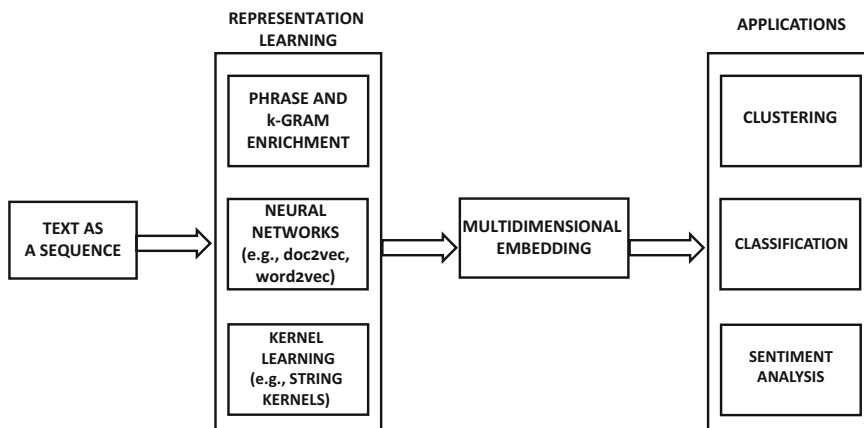 REPRESENTATION
LEARNING
PHRASE AND
k-GRAM
ENRICHMENT
TEXT AS
A SEQUENCE
NEURAL
NETWORKS
(e.g., doc2vec,
word2vec)
KERNEL
LEARNING
(e.g., STRING
KERNELS)
MULTIDIMENSIONAL
EMBEDDING
APPLICATIONS
CLUSTERING
CLASSIFICATION
SENTIMENT
ANALYSIS